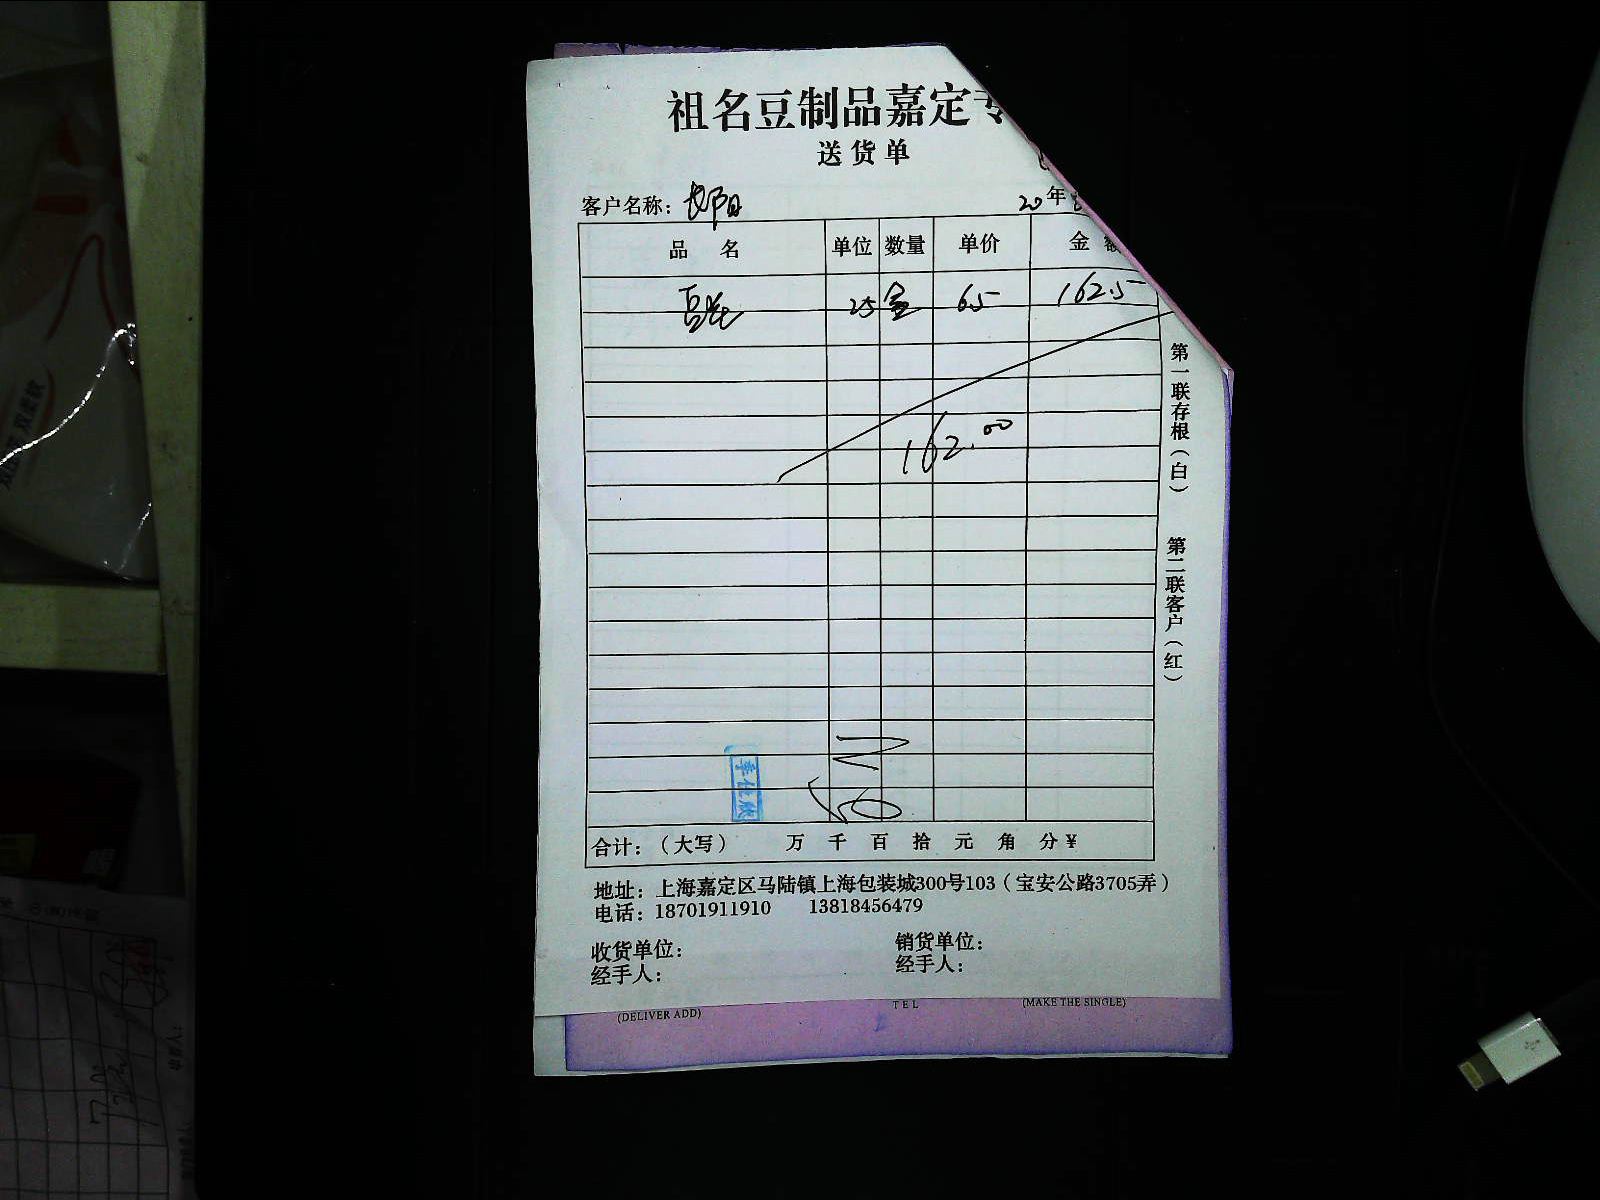 祖名豆制品嘉定专
送货单
客户名称：
20年
品名 单位 数量 单价 金额
豆花 25 盒 6.5 162.5
162.00
第一联存根（白） 第二联客户（红）
合计：（大写） 万 千 百 拾 元 角 分 ¥
地址：上海嘉定区马陆镇上海包装城300号103（宝安公路3705弄）
电话：18701911910 13818456479
收货单位： 销货单位：
经手人： 经手人：
(DELIVER ADD) TEL (MAKE THE SINGLE)